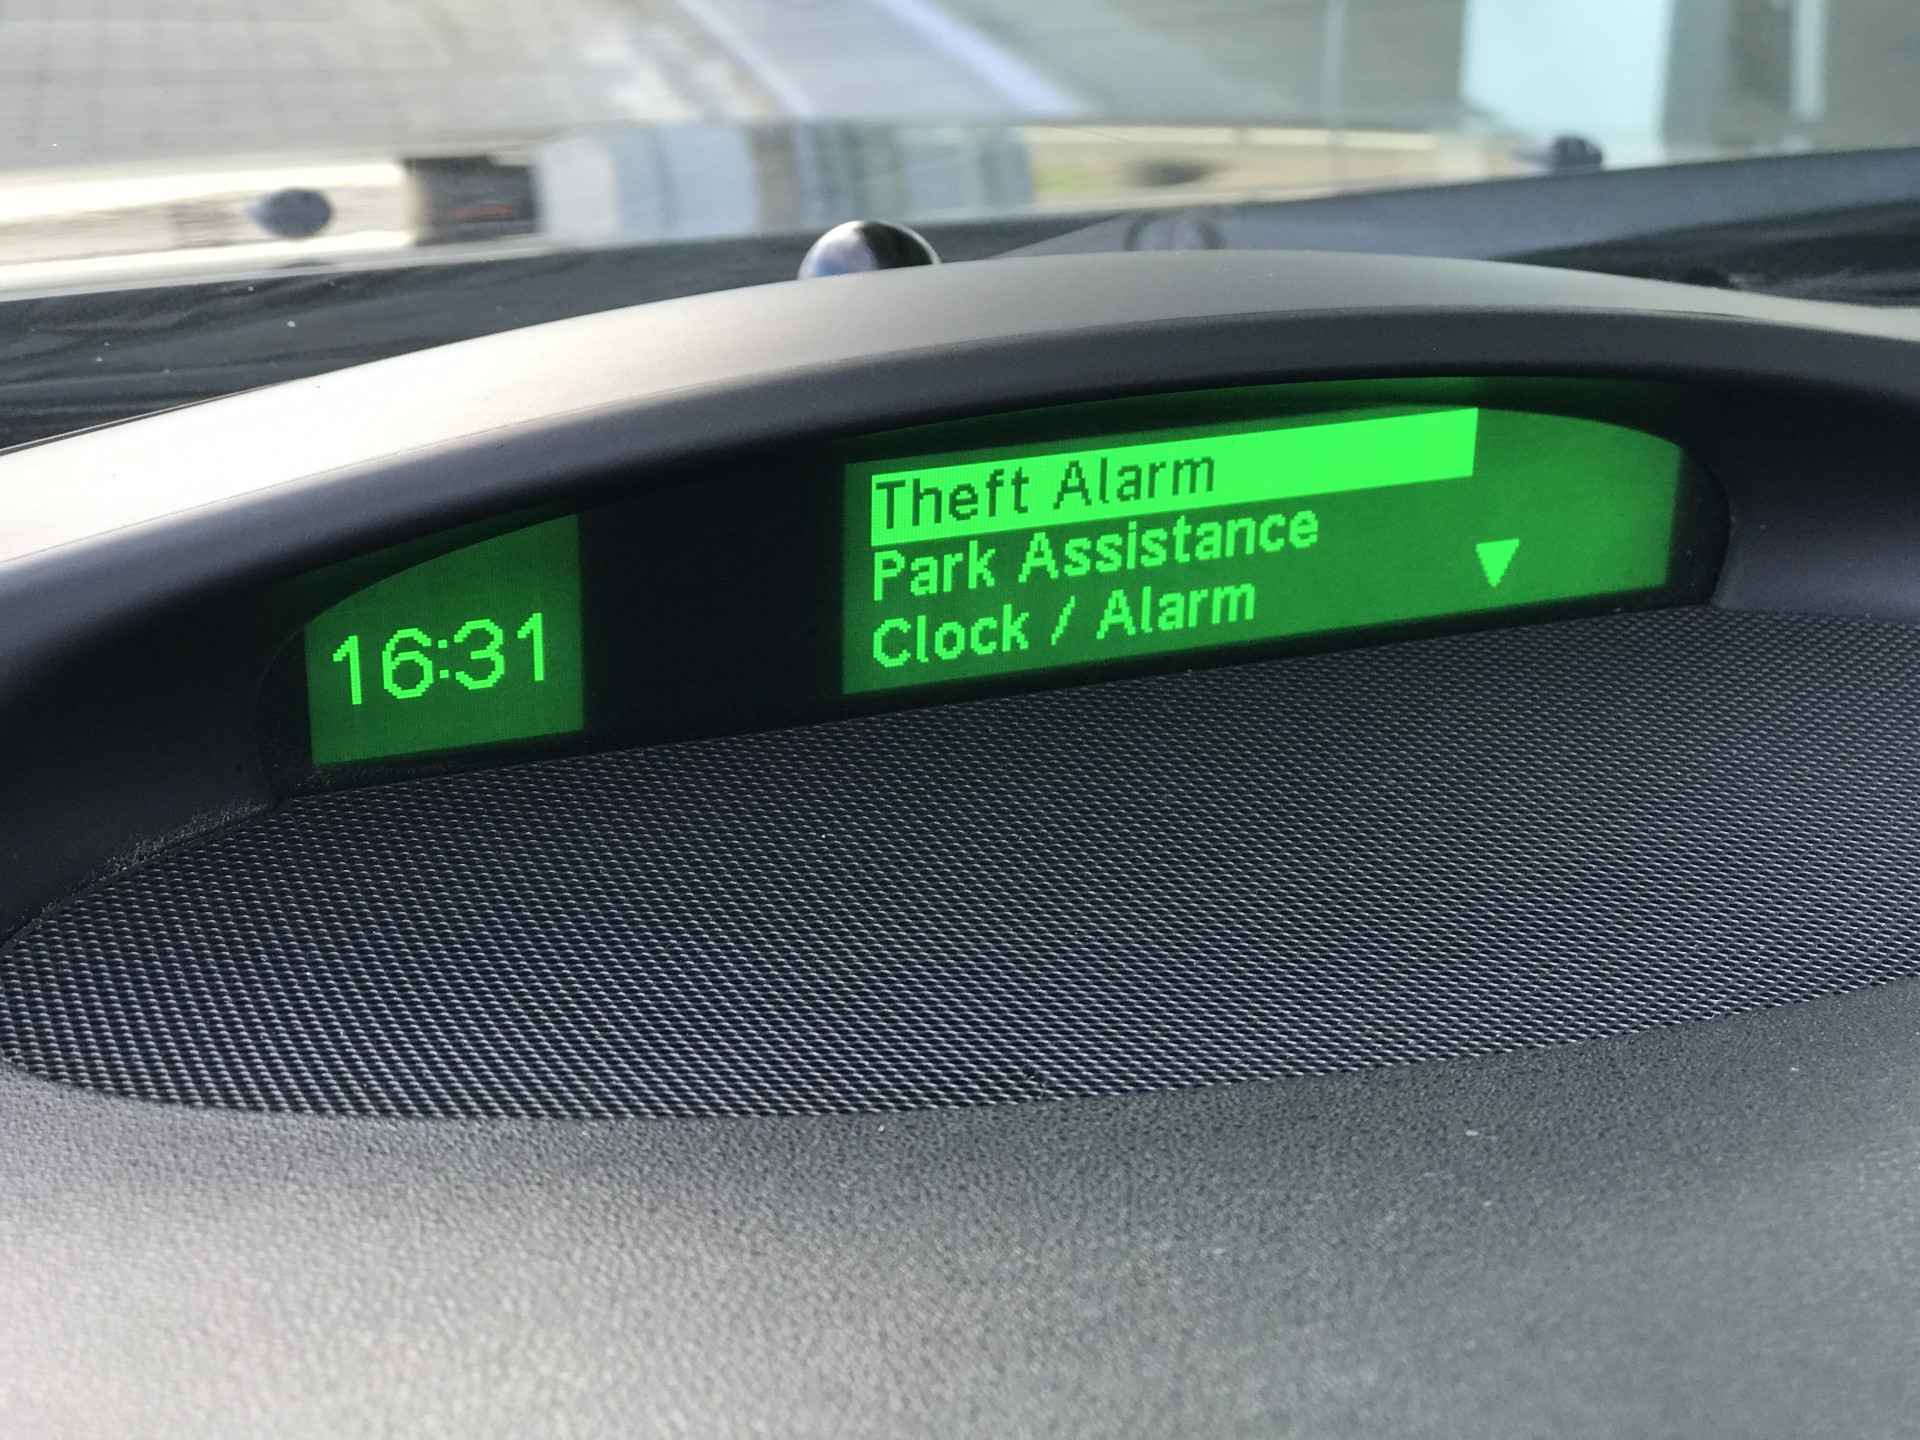 16:31
Theft Alarm
Park Assistance
Clock / Alarm